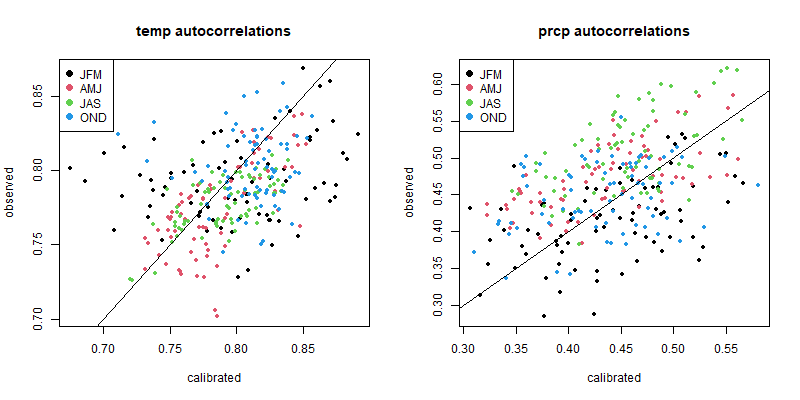 temp autocorrelations
JFM
AMJ
JAS
OND
observed
0.70
0.75
0.80
0.85
0.70
0.75
0.80
0.85
calibrated
prcp autocorrelations
JFM
AMJ
JAS
OND
observed
0.30
0.35
0.40
0.45
0.50
0.55
0.60
0.30
0.35
0.40
0.45
0.50
0.55
calibrated